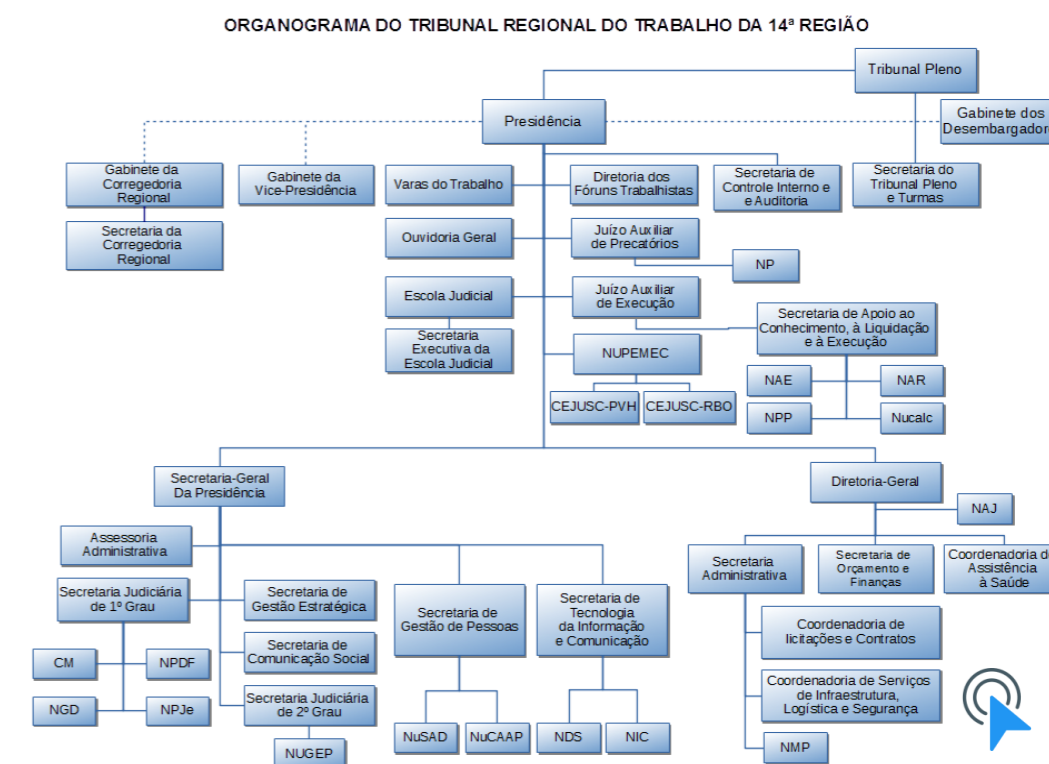 ORGANOGRAMA DO TRIBUNAL REGIONAL DO TRABALHO DA 14ª REGIÃO
Tribunal Pleno
Presidência
Gabinete dos
Desembargador
Gabinete da
Corregedoria
Regional
Gabinete da
Vice-Presidência
Varas do Trabalho
Diretoria dos
Fóruns Trabalhistas
Secretaria de
Controle Interno e
e Auditoria
Secretaria do
Tribunal Pleno
e Turmas
Secretaria da
Corregedoria
Regional
Ouvidoria Geral
Juízo Auxiliar
de Precatórios
NP
Escola Judicial
Juízo Auxiliar
de Execução
Secretaria de Apoio ao
Conhecimento, à Liquidação
e à Execução
Secretaria
Executiva da
Escola Judicial
NUPEMEC
NAE
NAR
CEJUSC-PVH
CEJUSC-RBO
NPP
Nucalc
Secretaria-Geral
Da Presidência
Diretoria-Geral
NAJ
Assessoria
Administrativa
Secretaria
Administrativa
Secretaria de
Orçamento e
Finanças
Coordenadoria de
Assistência
à Saúde
Secretaria Judiciária
de 1º Grau
Secretaria de
Gestão Estratégica
Secretaria de
Gestão de Pessoas
Secretaria de
Tecnologia
da Informação
e Comunicação
Coordenadoria de
licitações e Contratos
CM
NPDF
Secretaria de
Comunicação Social
Coordenadoria de Serviços
de Infraestrutura,
Logística e Segurança
NGD
NPJe
Secretaria Judiciária
de 2º Grau
NuSAD
NuCAAP
NDS
NIC
NUGEP
NMP